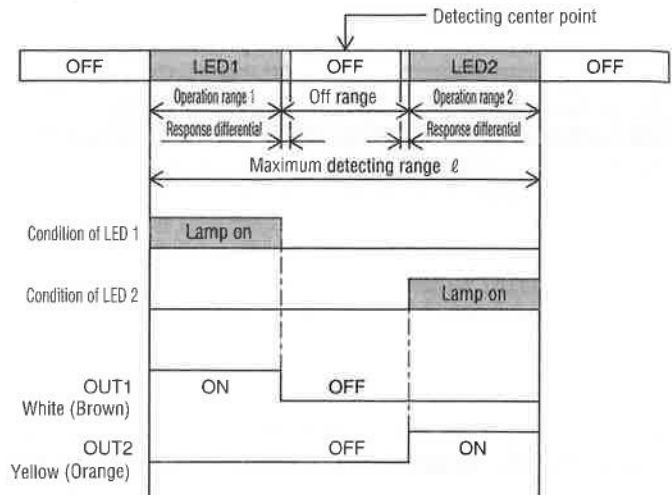 Detecting center point
OFF LED1 OFF LED2 OFF
Operation range 1 Off range Operation range 2
Response differential Response differential
Maximum detecting range ℓ
Condition of LED 1 Lamp on
Condition of LED 2 Lamp on
OUT1 ON OFF
White (Brown)
OUT2 OFF ON
Yellow (Orange)